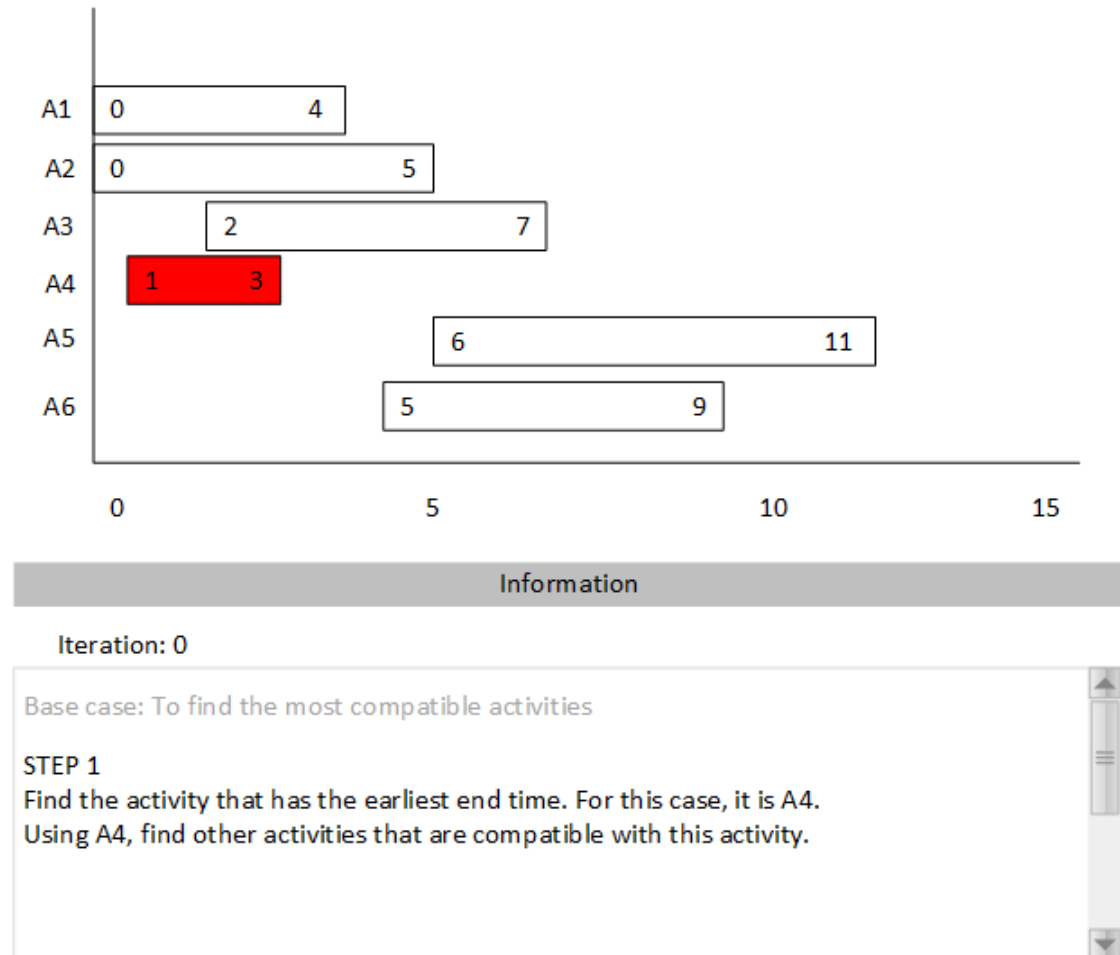 A1 0 4
A2 0 5
A3 2 7
A4 1 3
A5 6 11
A6 5 9
0 5 10 15
Information
Iteration: 0
Base case: To find the most compatible activities
STEP 1
Find the activity that has the earliest end time. For this case, it is A4.
Using A4, find other activities that are compatible with this activity.